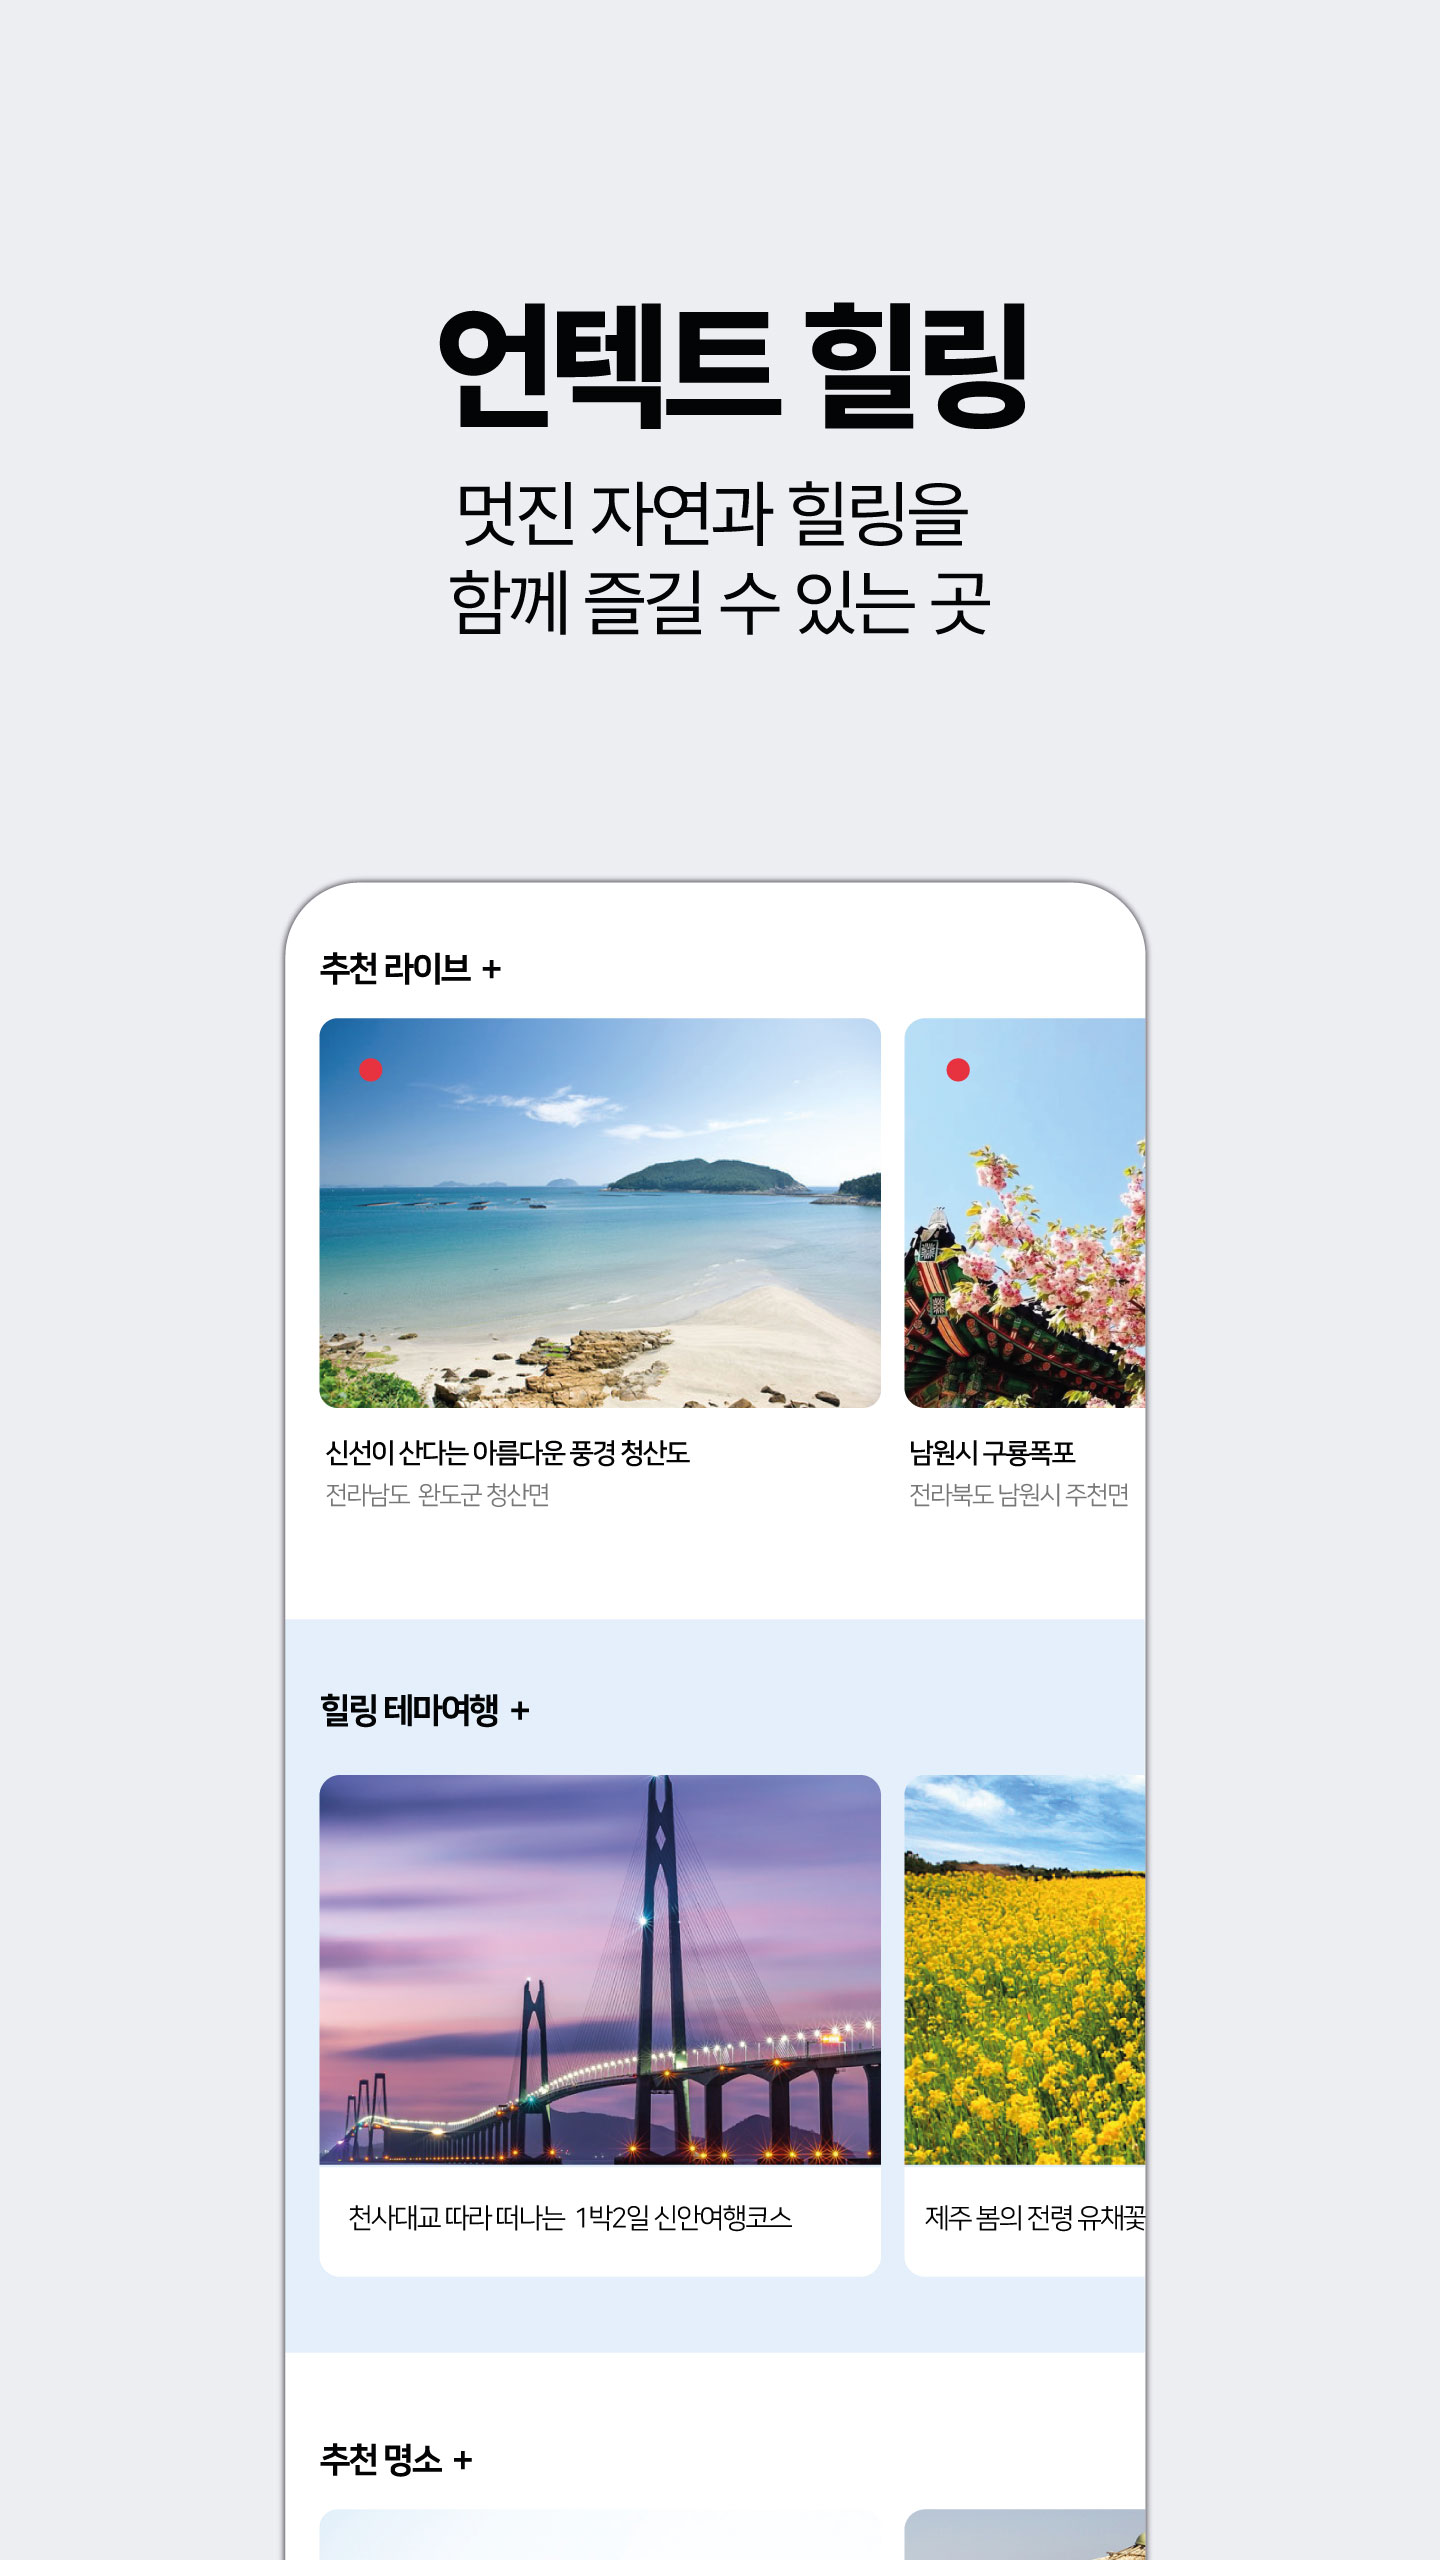 언텍트 힐링
멋진 자연과 힐링을
함께 즐길 수 있는 곳
추천 라이브 +
신선이 산다는 아름다운 풍경 청산도
전라남도 완도군 청산면
남원시 구룡폭포
전라북도 남원시 주천면
힐링 테마여행 +
천사대교 따라 떠나는 1박2일 신안여행코스
제주 봄의 전령 유채꽃
추천 명소 +